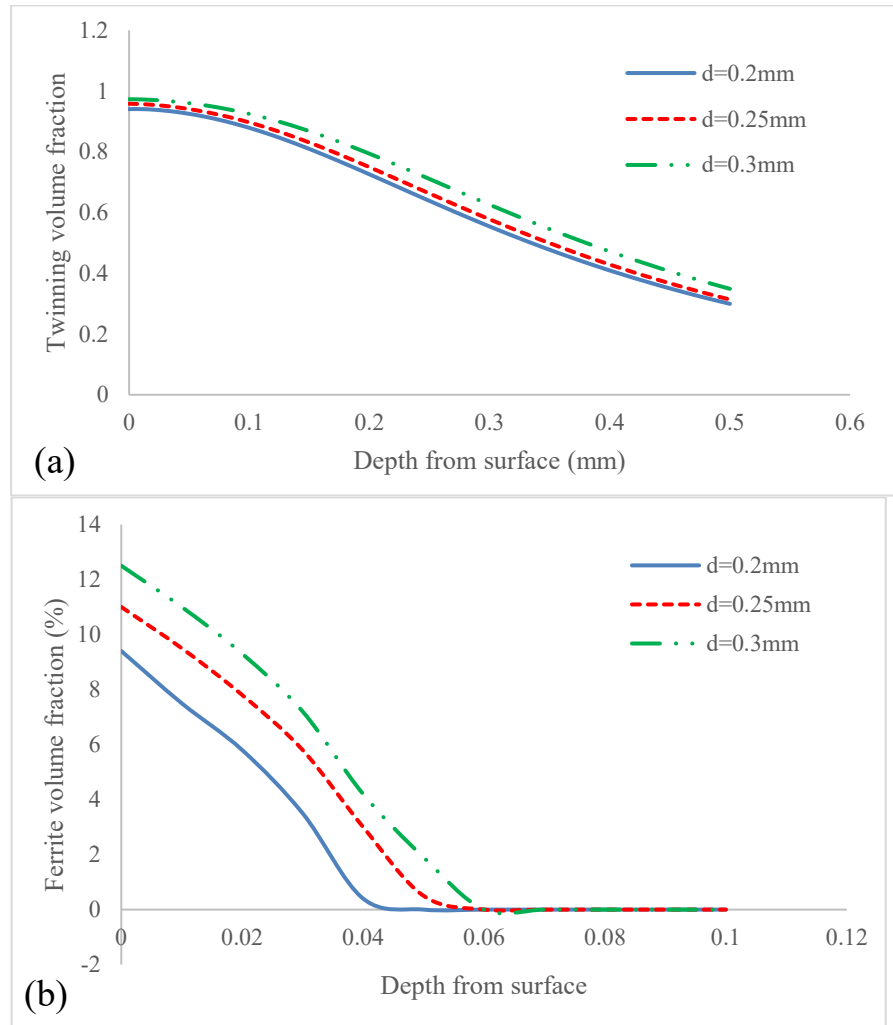 1.2
1
0.8
0.6
0.4
0.2
0
Twinning volume fraction
d=0.2mm
d=0.25mm
d=0.3mm
0 0.1 0.2 0.3 0.4 0.5 0.6
Depth from surface (mm)
(a)
14
12
10
8
6
4
2
0
-2
Ferrite volume fraction (%)
d=0.2mm
d=0.25mm
d=0.3mm
0 0.02 0.04 0.06 0.08 0.1 0.12
Depth from surface
(b)